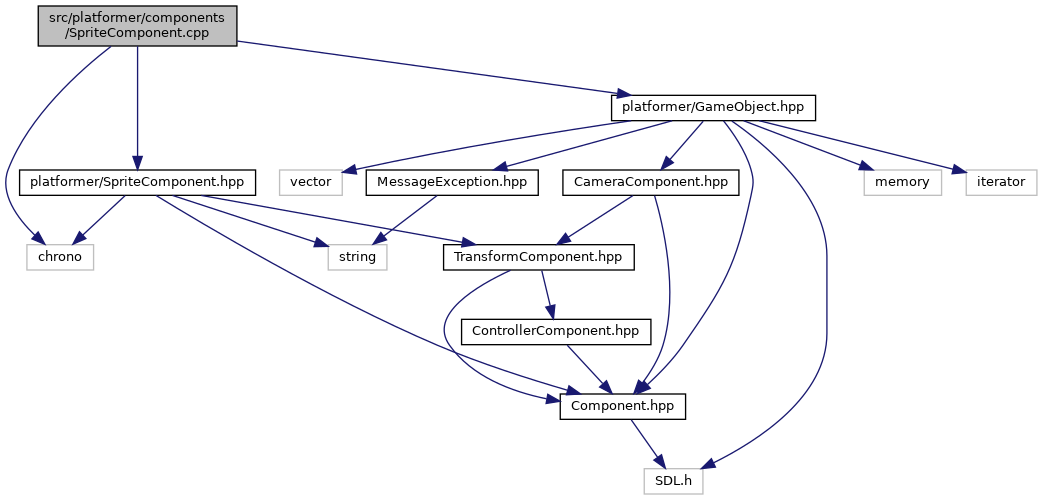 src/platformer/components
/SpriteComponent.cpp
platformer/GameObject.hpp
platformer/SpriteComponent.hpp
vector
MessageException.hpp
CameraComponent.hpp
memory
iterator
chrono
string
TransformComponent.hpp
ControllerComponent.hpp
Component.hpp
SDL.h